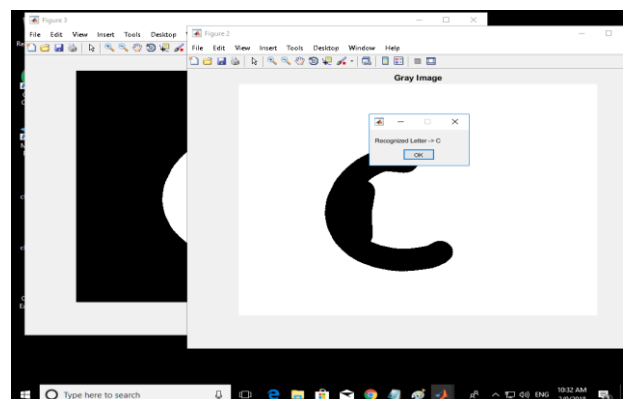 Figure 3
File Edit View Insert Tools Desktop
Figure 2
File Edit View Insert Tools Desktop Window Help
Gray Image
Recognized Letter -> C
OK
Type here to search
ENG
10:32 AM